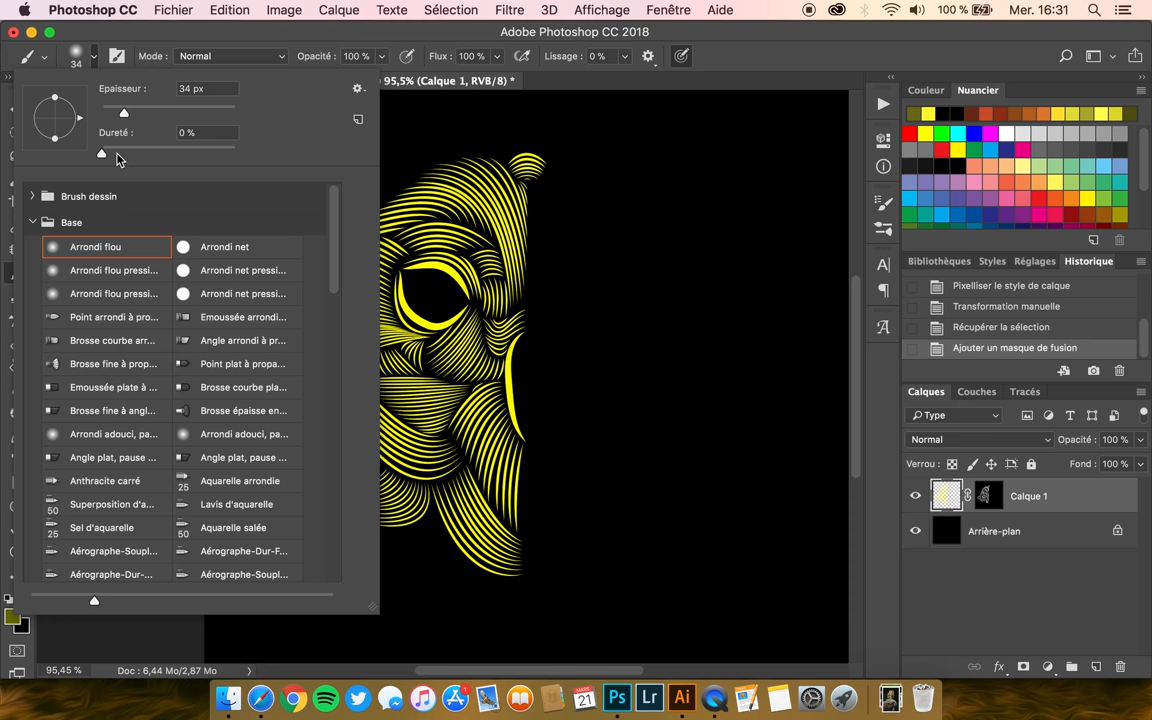 Photoshop CC Fichier Edition Image Calque Texte Sélection Filtre 3D Affichage Fenêtre Aide 100 % Mer. 16:31
Adobe Photoshop CC 2018
34 Mode : Normal Opacité : 100 % Flux : 100 % Lissage : 0 %
95,5% (Calque 1, RVB/8) *
Epaisseur : 34 px
Dureté : 0 %
Brush dessin
Base
Arrondi flou Arrondi net
Arrondi flou pressi... Arrondi net pressi...
Arrondi flou pressi... Arrondi net pressi...
Point arrondi à pro... Emoussée arrondi...
Brosse courbe arr... Angle arrondi à pr...
Brosse fine à prop... Point plat à propa...
Emoussée plate à ... Brosse courbe pla...
Brosse fine à angl... Brosse épaisse en...
Arrondi adouci, pa... Arrondi adouci, pa...
Angle plat, pause ... Angle plat, pause ...
Anthracite carré 25 Aquarelle arrondie
50 Superposition d'a... Lavis d'aquarelle
25 Sel d'aquarelle 50 Aquarelle salée
Aérographe-Soupl... Aérographe-Dur-F...
Aérographe-Dur-... Aérographe-Soupl...
Couleur Nuancier
Bibliothèques Styles Réglages Historique
Pixelliser le style de calque
Transformation manuelle
Récupérer la sélection
Ajouter un masque de fusion
Calques Couches Tracés
Type
Normal Opacité : 100 %
Verrou : Fond : 100 %
Calque 1
Arrière-plan
fx
95,45 % Doc : 6,44 Mo/2,87 Mo
1 MARS 21 Ps Lr Ai